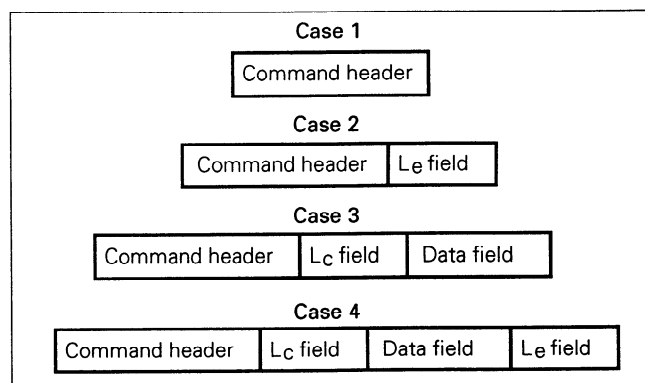 Case 1
Command header
Case 2
Command header Le field
Case 3
Command header Lc field Data field
Case 4
Command header Lc field Data field Le field